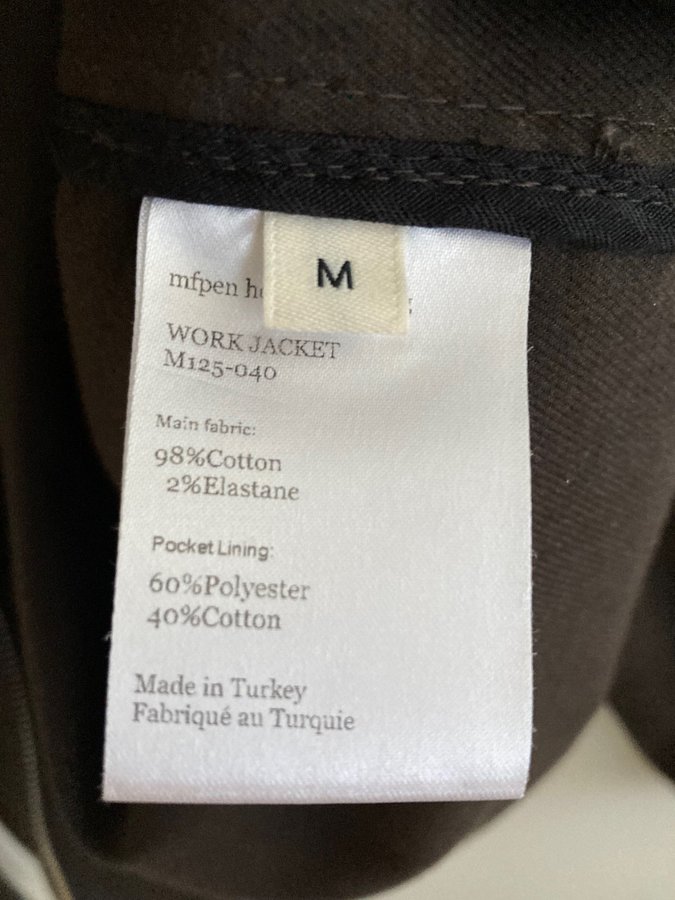 M
mfpen
WORK JACKET
M125-040
Main fabric:
98%Cotton
2%Elastane
Pocket Lining:
60%Polyester
40%Cotton
Made in Turkey
Fabriqué au Turquie